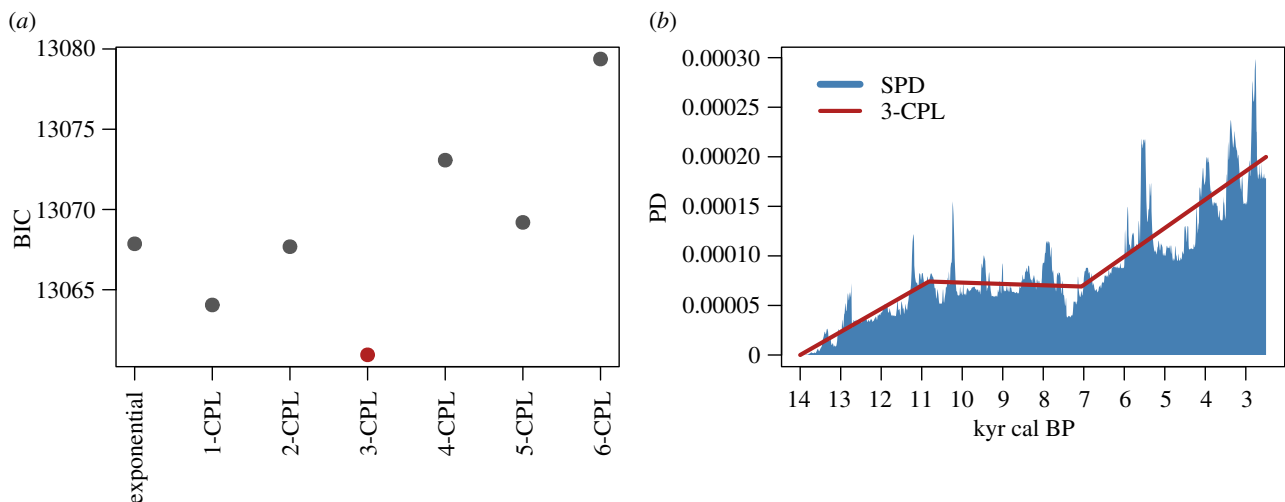 (a)
13080
13075
13070
13065
BIC
exponential
1-CPL
2-CPL
3-CPL
4-CPL
5-CPL
6-CPL
(b)
0.00030
0.00025
0.00020
0.00015
0.00010
0.00005
0
PD
SPD
3-CPL
14 13 12 11 10 9 8 7 6 5 4 3
kyr cal BP